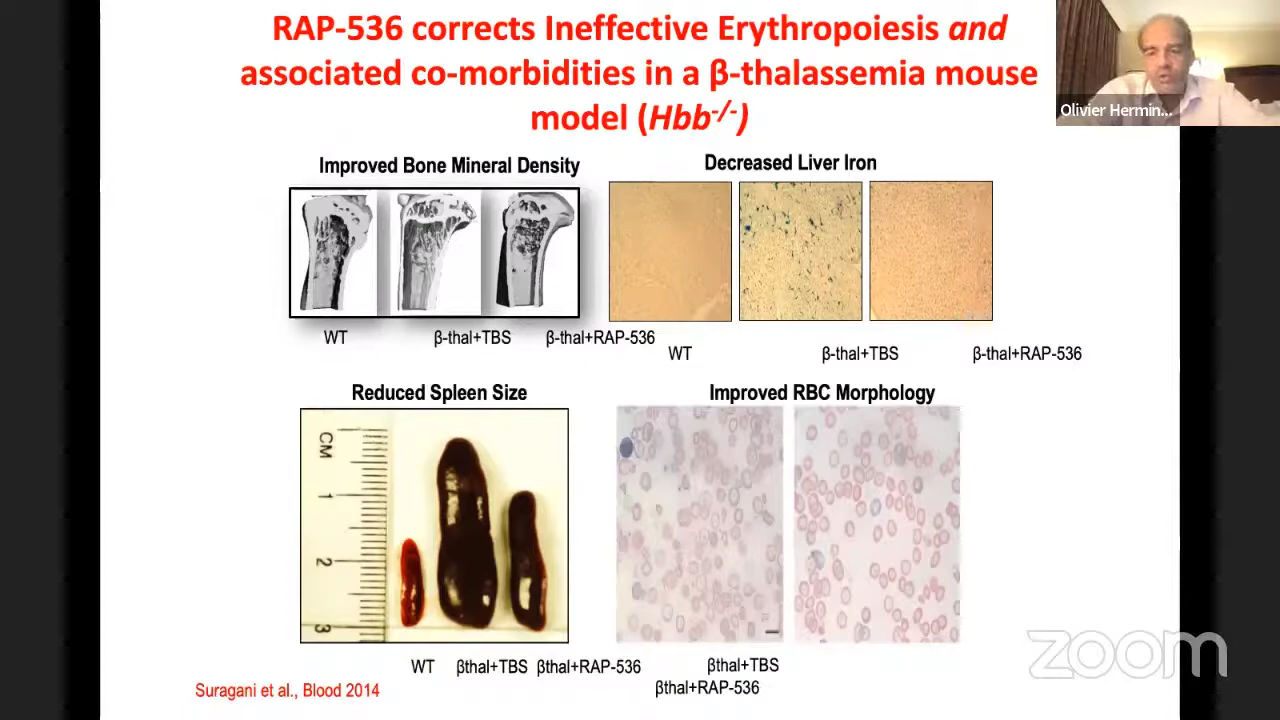 RAP-536 corrects Ineffective Erythropoiesis and
associated co-morbidities in a β-thalassemia mouse
model (Hbb-/-)
Olivier Hermin...
Improved Bone Mineral Density
Decreased Liver Iron
WT
β-thal+TBS
β-thal+RAP-536
WT
β-thal+TBS
β-thal+RAP-536
Reduced Spleen Size
Improved RBC Morphology
CM
1
2
3
WT
βthal+TBS
βthal+RAP-536
βthal+TBS
βthal+RAP-536
Suragani et al., Blood 2014
zoom